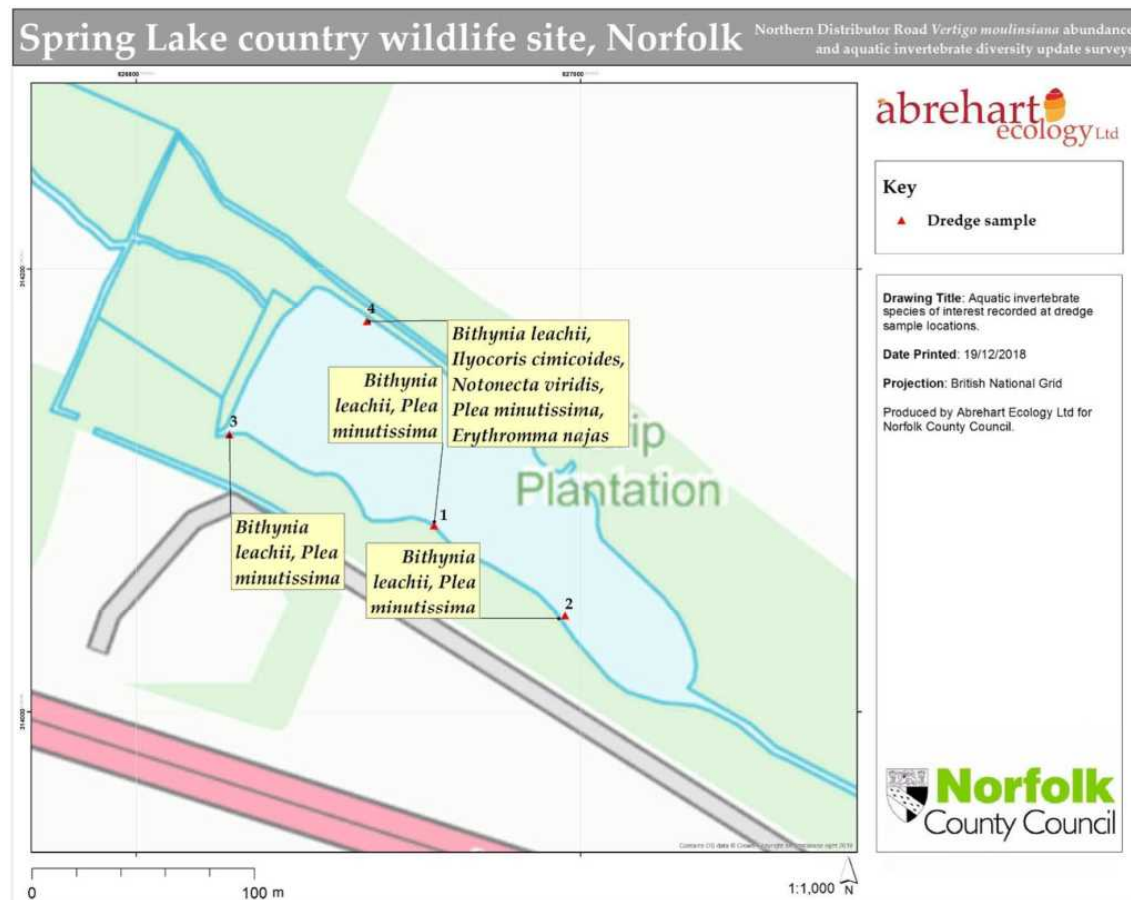 Spring Lake country wildlife site, Norfolk
Northern Distributor Road Vertigo moulinsiana abundance
and aquatic invertebrate diversity update surveys
abrehart
ecology Ltd
Key
Dredge sample
Drawing Title: Aquatic invertebrate
species of interest recorded at dredge
sample locations.
Date Printed: 19/12/2018
Projection: British National Grid
Produced by Abrehart Ecology Ltd for
Norfolk County Council.
Norfolk
County Council
314200
314000
4
Bithynia leachii,
Ilyocoris cimicoides,
Notonecta viridis,
Plea minutissima,
Erythromma najas
Bithynia
leachii, Plea
minutissima
3
ip
Plantation
1
Bithynia
leachii, Plea
minutissima
Bithynia
leachii, Plea
minutissima
2
0
100 m
1:1,000
N